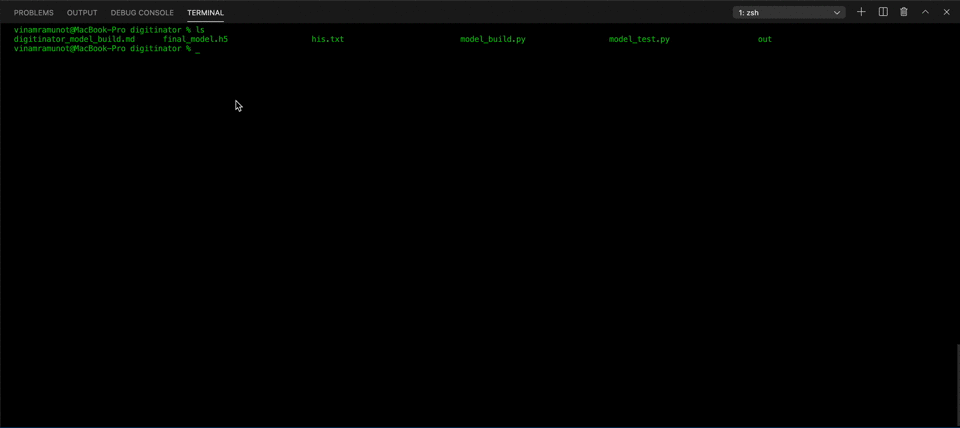 PROBLEMS OUTPUT DEBUG CONSOLE TERMINAL 1: zsh
vinamramunot@MacBook-Pro digitinator % ls
digitinator_model_build.md final_model.h5 his.txt model_build.py model_test.py out
vinamramunot@MacBook-Pro digitinator % _